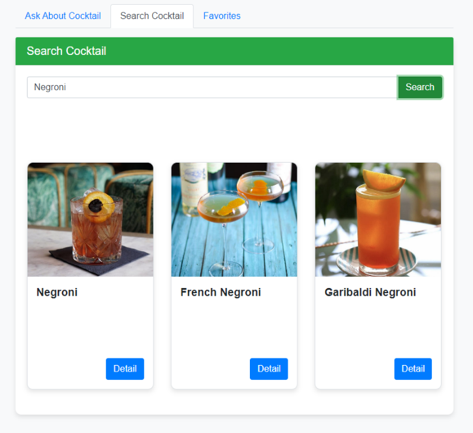 Ask About Cocktail Search Cocktail Favorites
Search Cocktail
Negroni Search
Negroni French Negroni Garibaldi Negroni
Detail Detail Detail